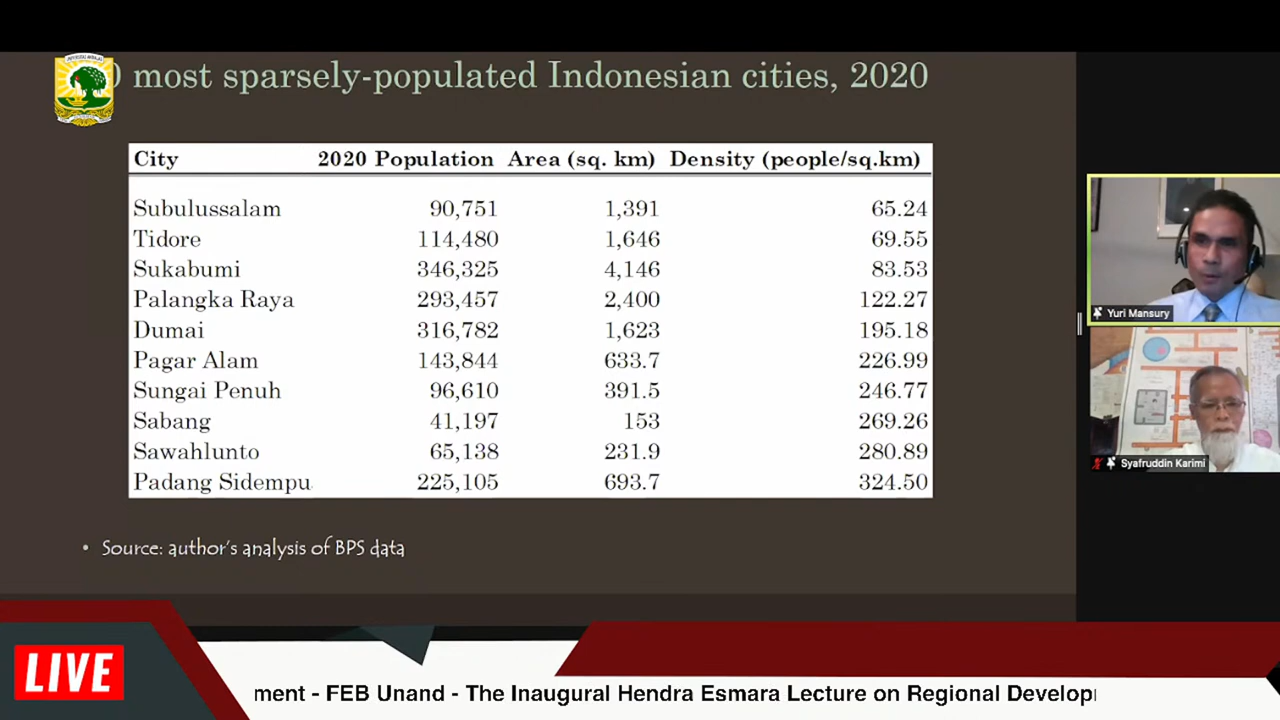 0 most sparsely-populated Indonesian cities, 2020
City 2020 Population Area (sq. km) Density (people/sq.km)
Subulussalam 90,751 1,391 65.24
Tidore 114,480 1,646 69.55
Sukabumi 346,325 4,146 83.53
Palangka Raya 293,457 2,400 122.27
Dumai 316,782 1,623 195.18
Pagar Alam 143,844 633.7 226.99
Sungai Penuh 96,610 391.5 246.77
Sabang 41,197 153 269.26
Sawahlunto 65,138 231.9 280.89
Padang Sidempu 225,105 693.7 324.50
• Source: author's analysis of BPS data
Yuri Mansury
Syafruddin Karimi
LIVE
ment - FEB Unand - The Inaugural Hendra Esmara Lecture on Regional Develop